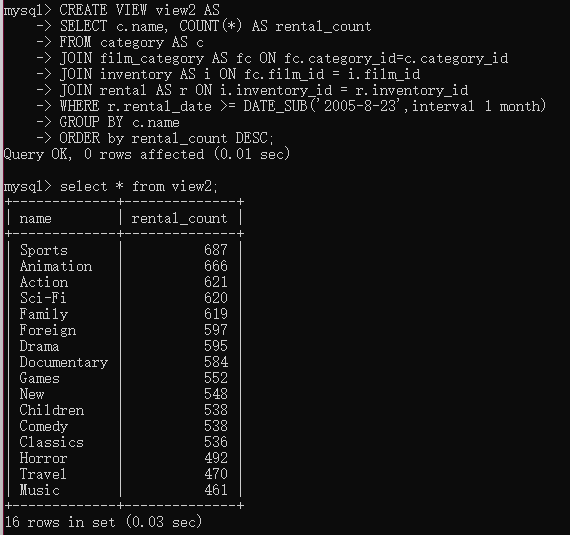 mysql> CREATE VIEW view2 AS
    -> SELECT c.name, COUNT(*) AS rental_count
    -> FROM category AS c
    -> JOIN film_category AS fc ON fc.category_id=c.category_id
    -> JOIN inventory AS i ON fc.film_id = i.film_id
    -> JOIN rental AS r ON i.inventory_id = r.inventory_id
    -> WHERE r.rental_date >= DATE_SUB('2005-8-23',interval 1 month)
    -> GROUP BY c.name
    -> ORDER by rental_count DESC;
Query OK, 0 rows affected (0.01 sec)

mysql> select * from view2;
+-------------+--------------+
| name        | rental_count |
+-------------+--------------+
| Sports      |          687 |
| Animation   |          666 |
| Action      |          621 |
| Sci-Fi      |          620 |
| Family      |          619 |
| Foreign     |          597 |
| Drama       |          595 |
| Documentary |          584 |
| Games       |          552 |
| New         |          548 |
| Children    |          538 |
| Comedy      |          538 |
| Classics    |          536 |
| Horror      |          492 |
| Travel      |          470 |
| Music       |          461 |
+-------------+--------------+
16 rows in set (0.03 sec)